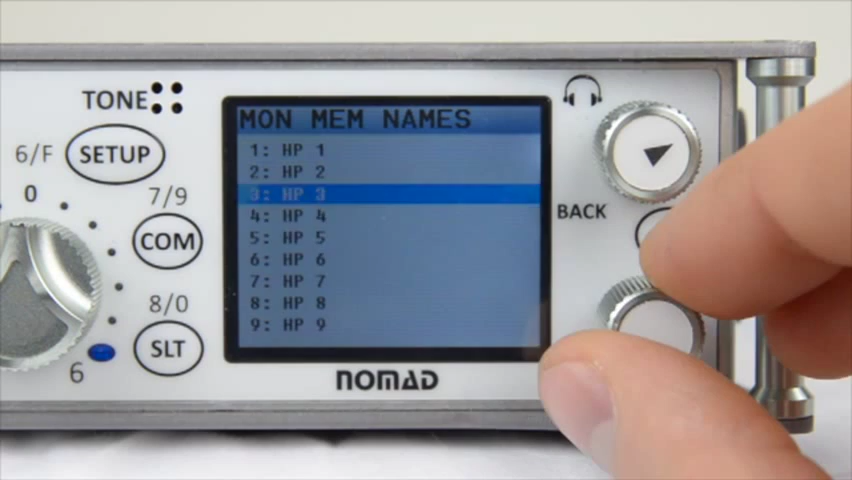 TONE
6/F
SETUP
0
7/9
COM
8/0
SLT
6
MON MEM NAMES
1: HP 1
2: HP 2
3: HP 3
4: HP 4
5: HP 5
6: HP 6
7: HP 7
8: HP 8
9: HP 9
BACK
NOMAD